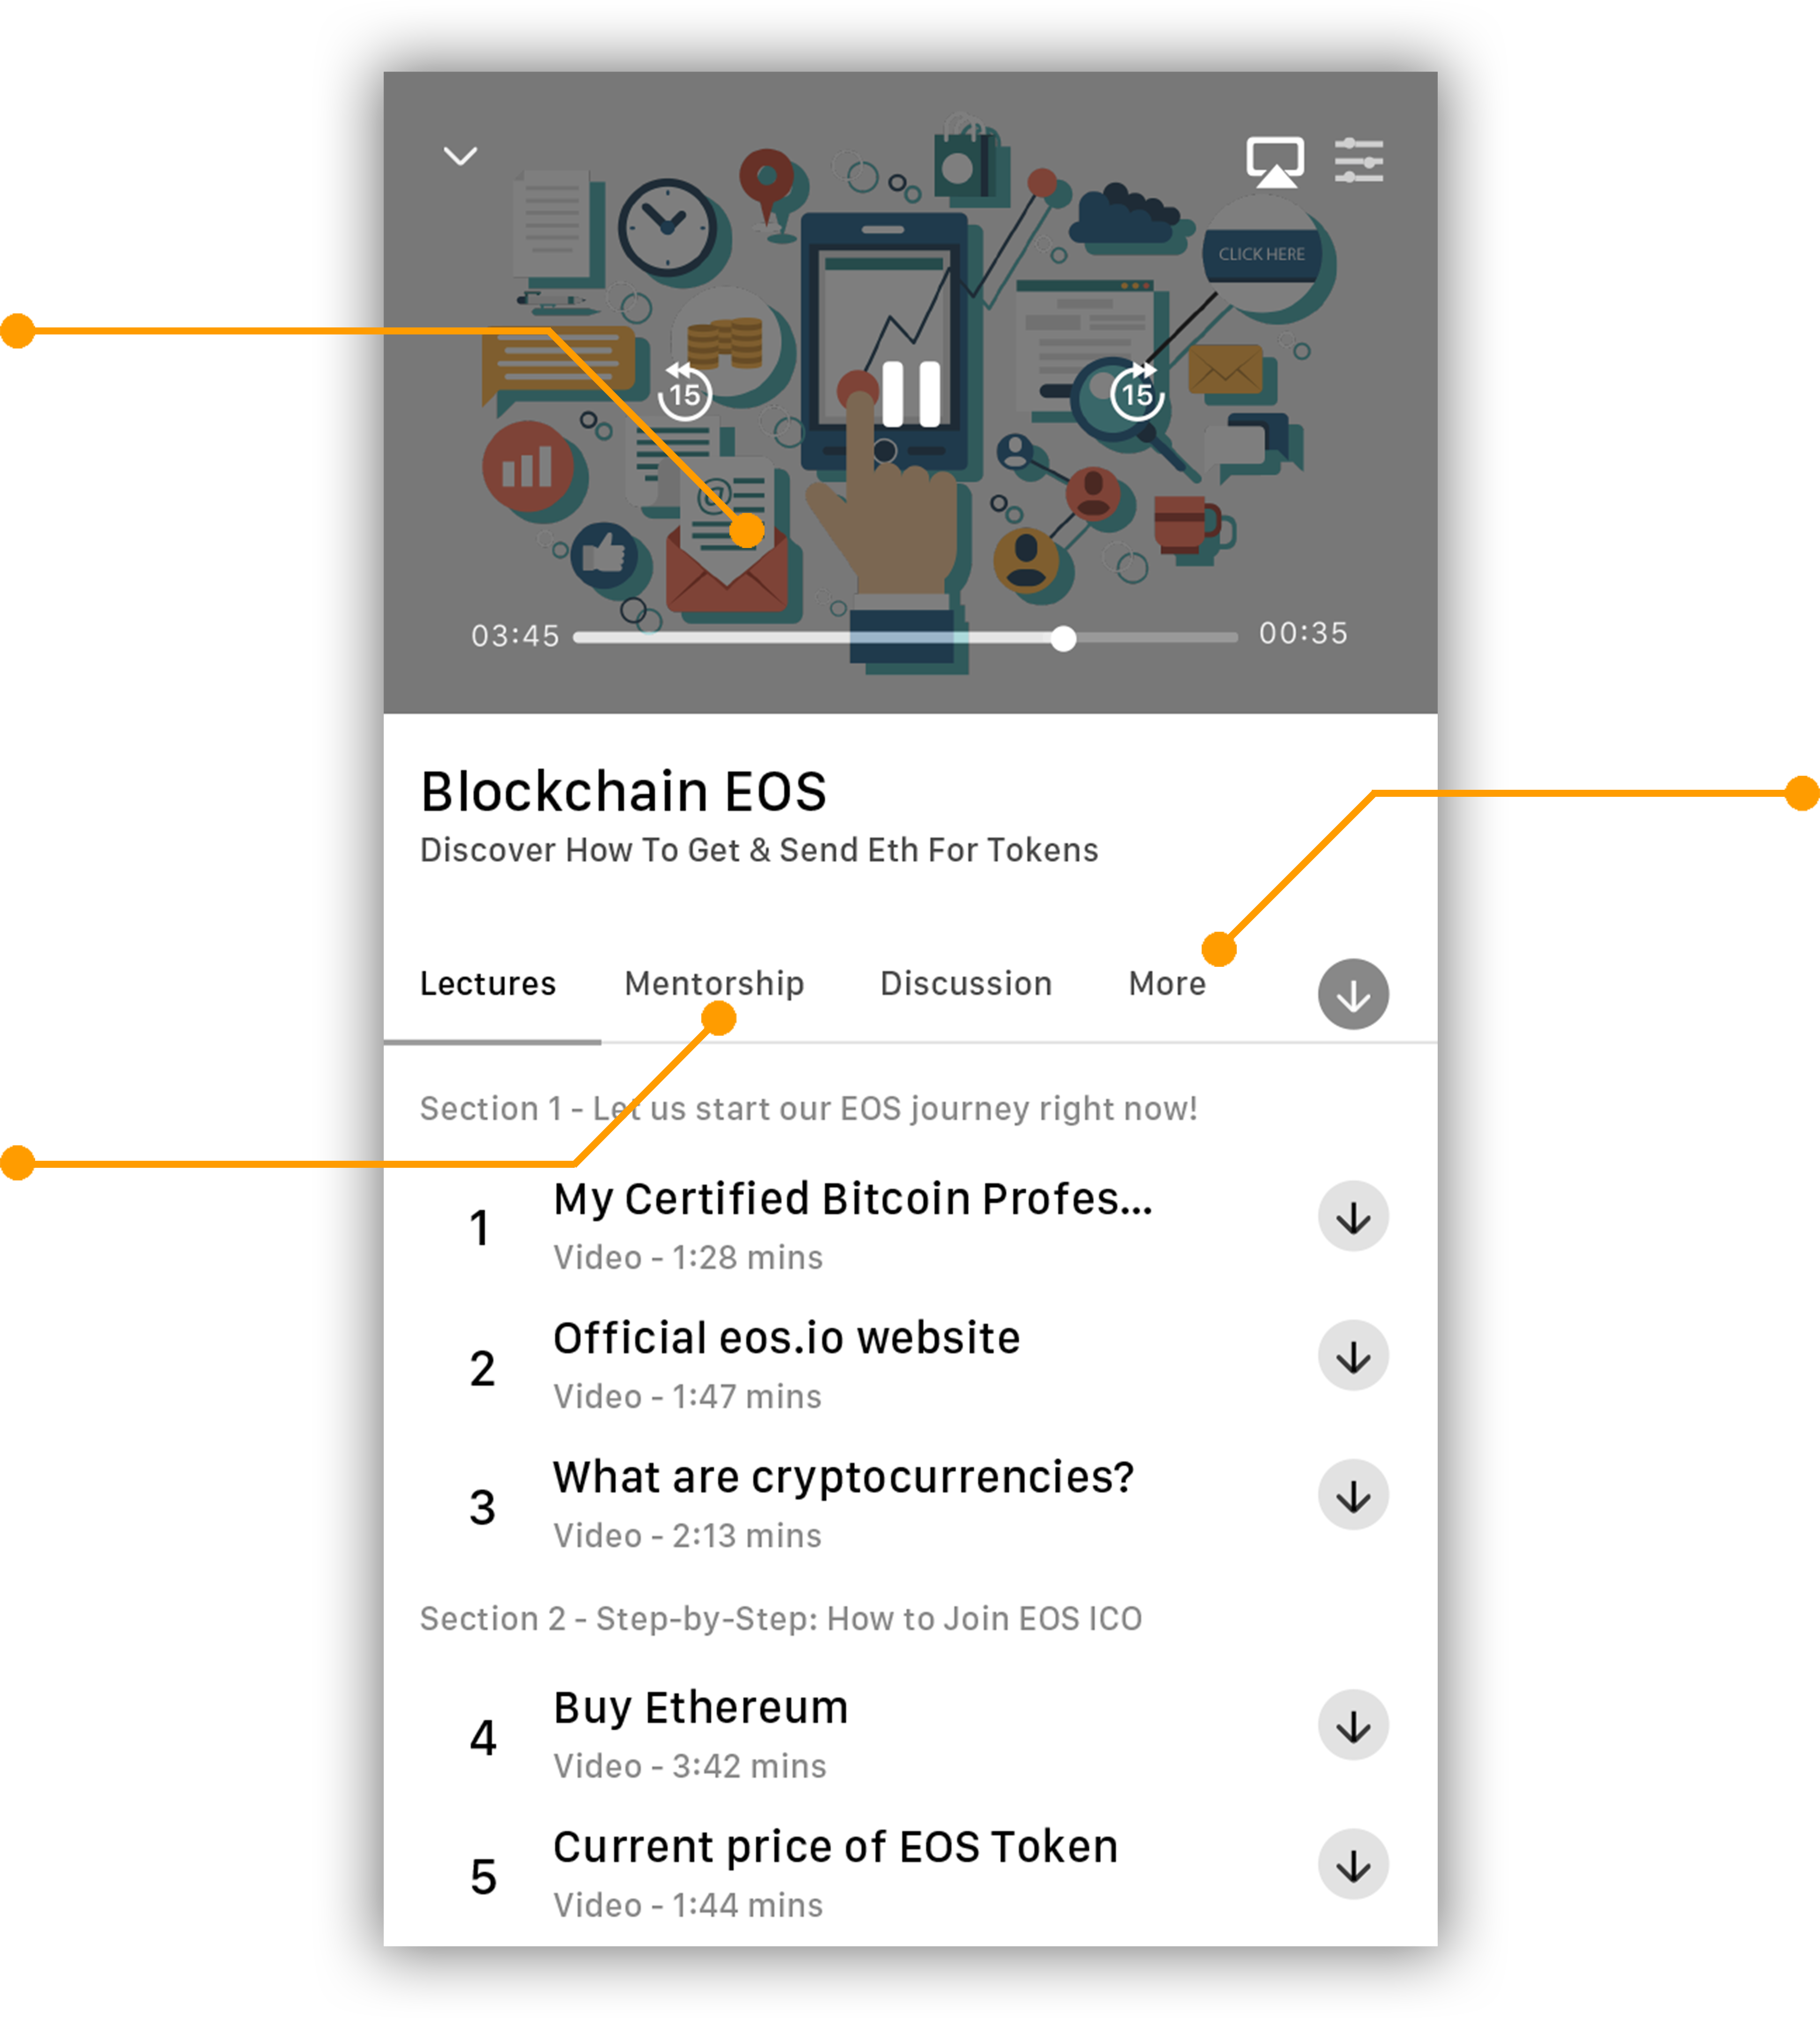 CLICK HERE
15
15
@
03:45
00:35
Blockchain EOS
Discover How To Get & Send Eth For Tokens
Lectures Mentorship Discussion More
Section 1 - Let us start our EOS journey right now!
1 My Certified Bitcoin Profes...
Video - 1:28 mins
2 Official eos.io website
Video - 1:47 mins
3 What are cryptocurrencies?
Video - 2:13 mins
Section 2 - Step-by-Step: How to Join EOS ICO
4 Buy Ethereum
Video - 3:42 mins
5 Current price of EOS Token
Video - 1:44 mins